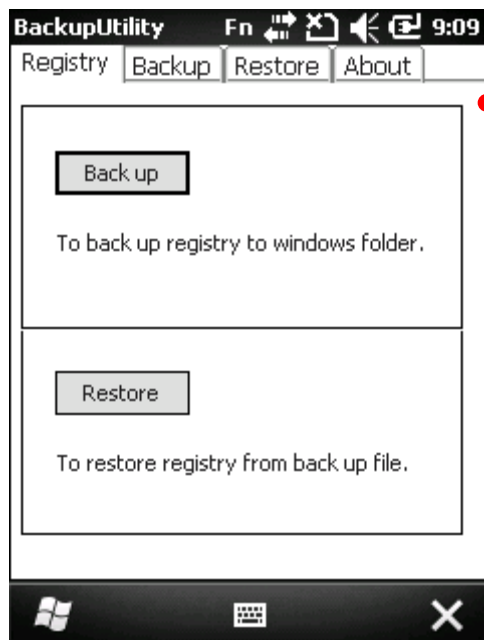 BackupUtility Fn 9:09
Registry Backup Restore About
Back up
To back up registry to windows folder.
Restore
To restore registry from back up file.